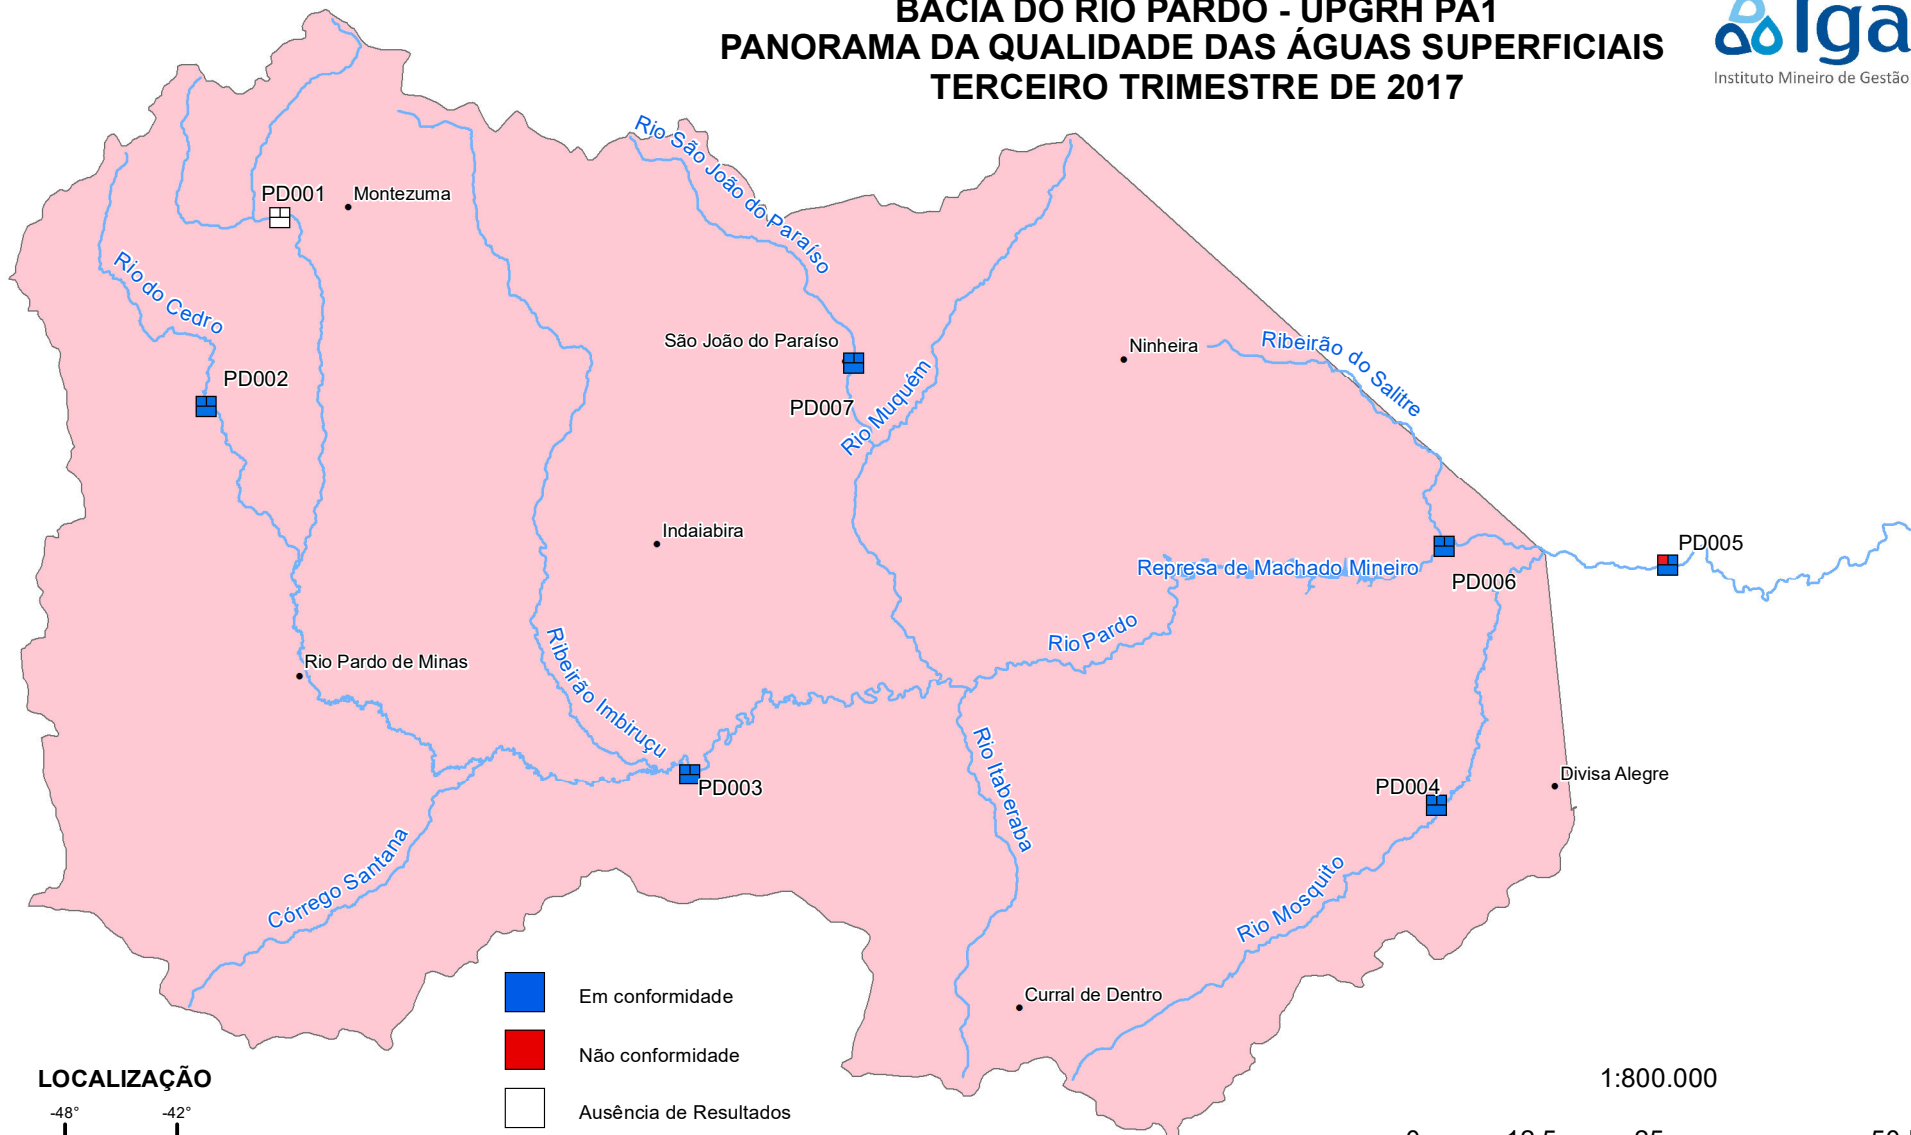 BACIA DO RIO PARDO - UPGRH PA1
PANORAMA DA QUALIDADE DAS ÁGUAS SUPERFICIAIS
TERCEIRO TRIMESTRE DE 2017
Iga
Instituto Mineiro de Gestão
Rio São João do Paraíso
PD001
Montezuma
Rio do Cedro
São João do Paraíso
Ninheira
Ribeirão do Salitre
PD002
PD007
Rio Muquém
Indaiabira
PD005
Represa de Machado Mineiro
PD006
Rio Pardo
Rio Pardo de Minas
Ribeirão Imbiruçu
Rio Itaberaba
PD003
PD004
Divisa Alegre
Córrego Santana
Rio Mosquito
Curral de Dentro
Em conformidade
Não conformidade
Ausência de Resultados
LOCALIZAÇÃO
-48° -42°
1:800.000